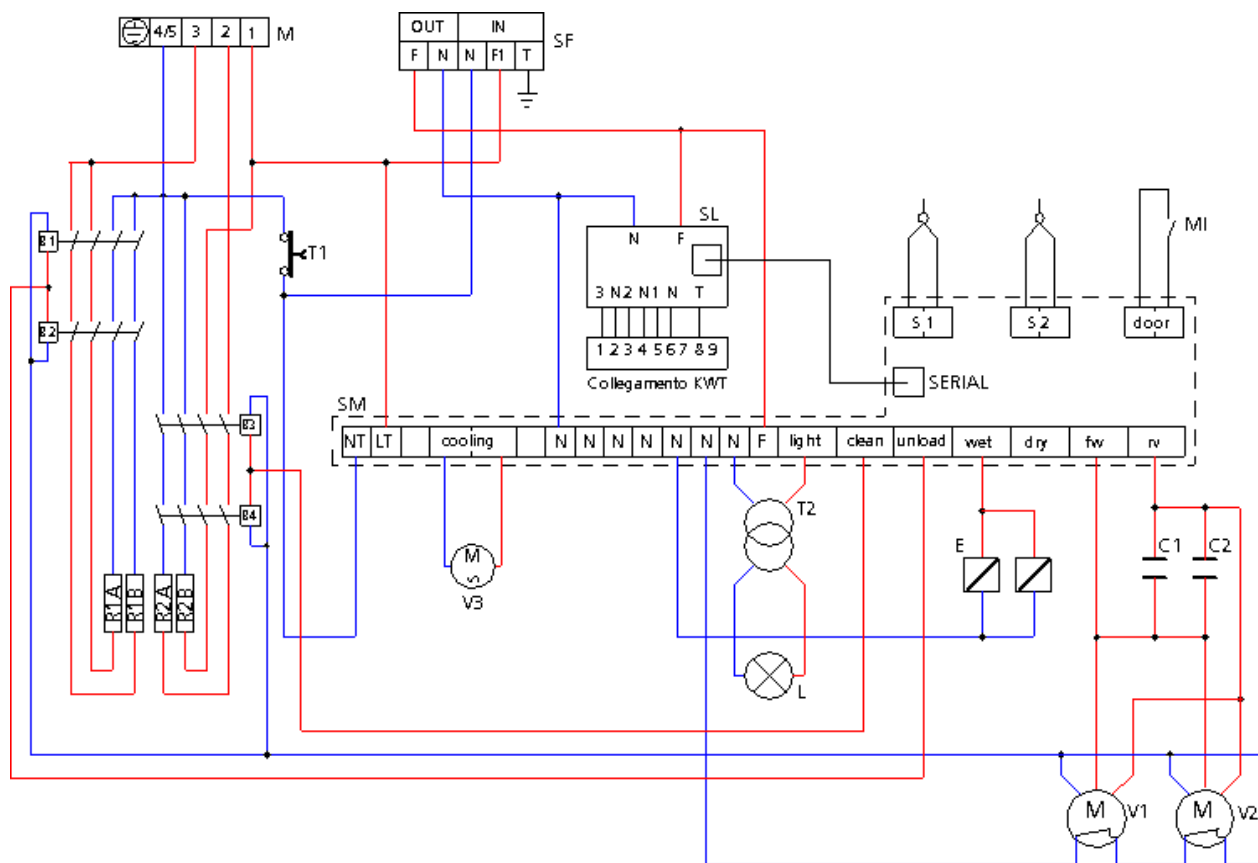 4/5 3 2 1 M
OUT IN
F N N F1 T
SF
SL
N F
3 N2 N1 N T
1 2 3 4 5 6 7 8 9
Collegamento KWT
T1
B1
B2
B3
B4
R1A
R1B
R2A
R2B
MI
S1
S2
door
SERIAL
SM
NT LT cooling N N N N N N N F light clean unload wet dry fw rv
T2
M
S
V3
L
E
C1 C2
M V1
M V2